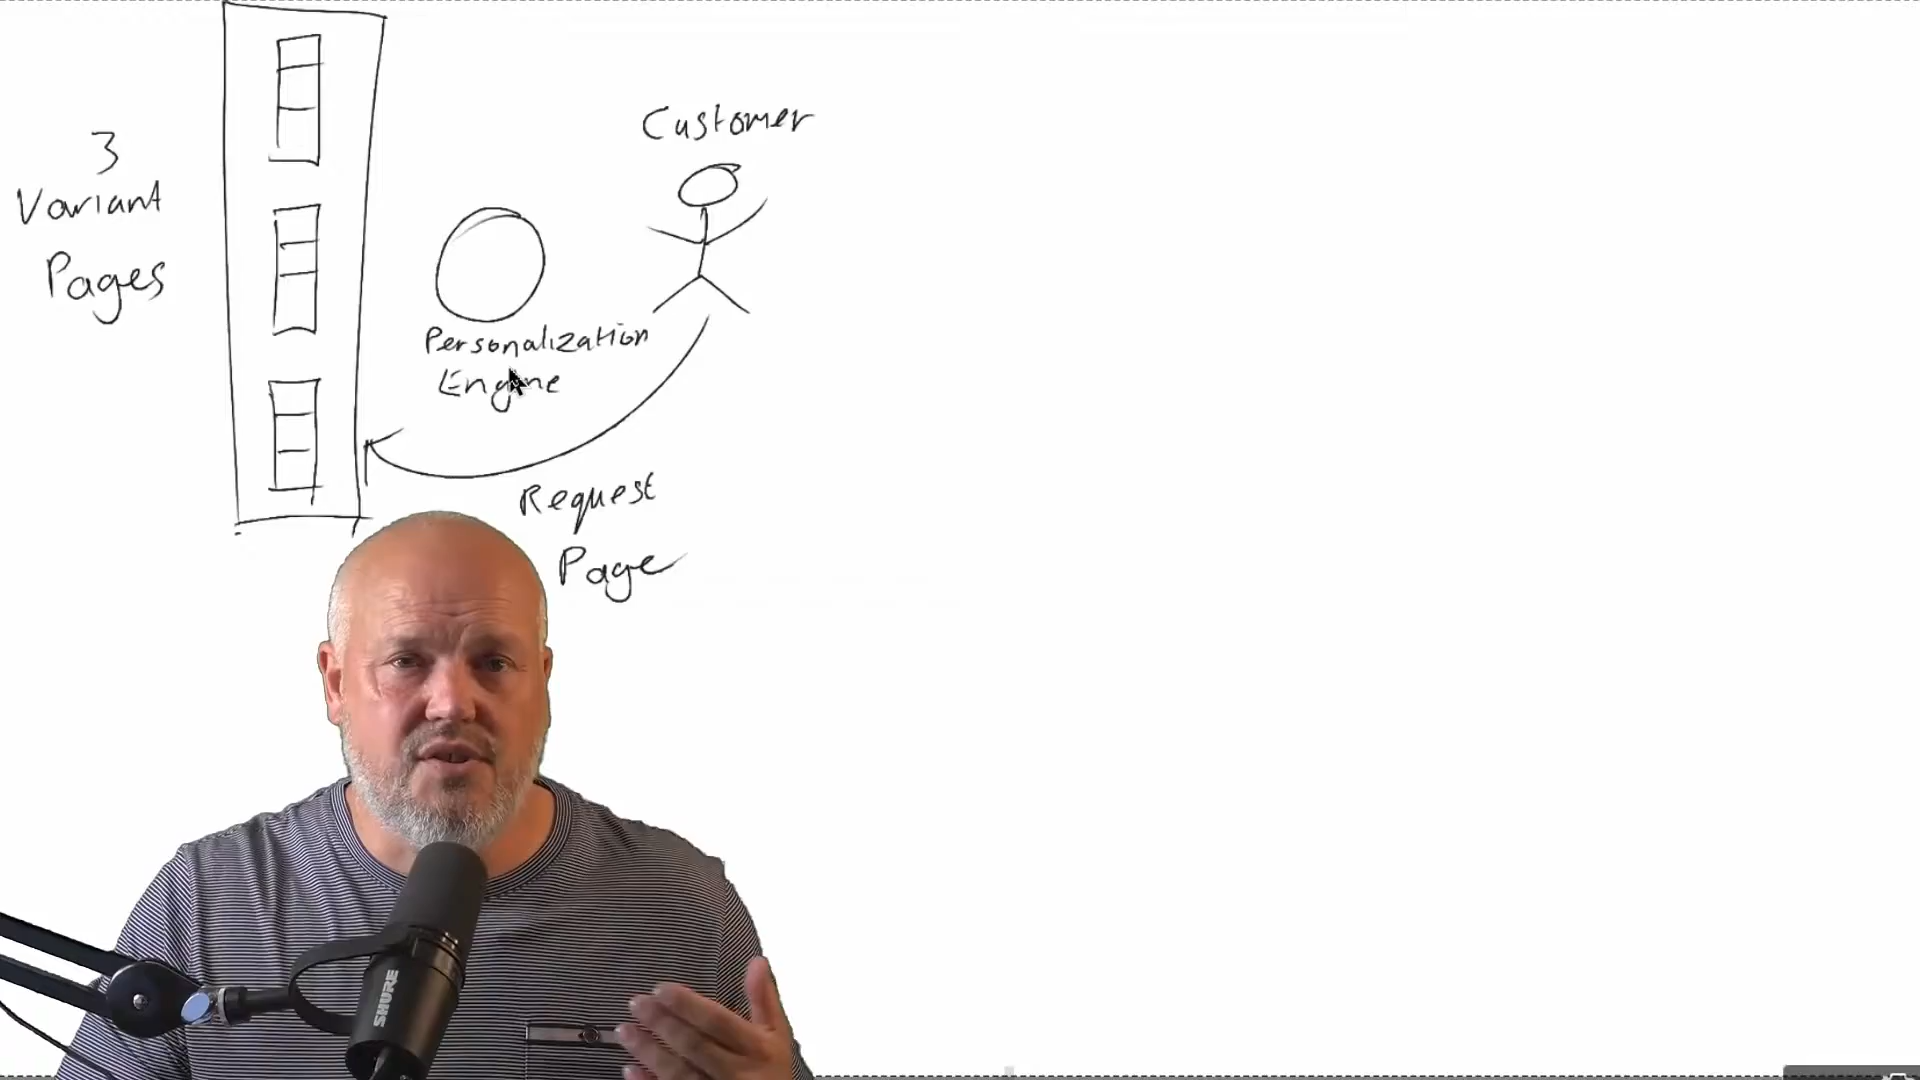 3
Variant
Pages
Customer
Personalization
Engine
Request
Page
SHURE